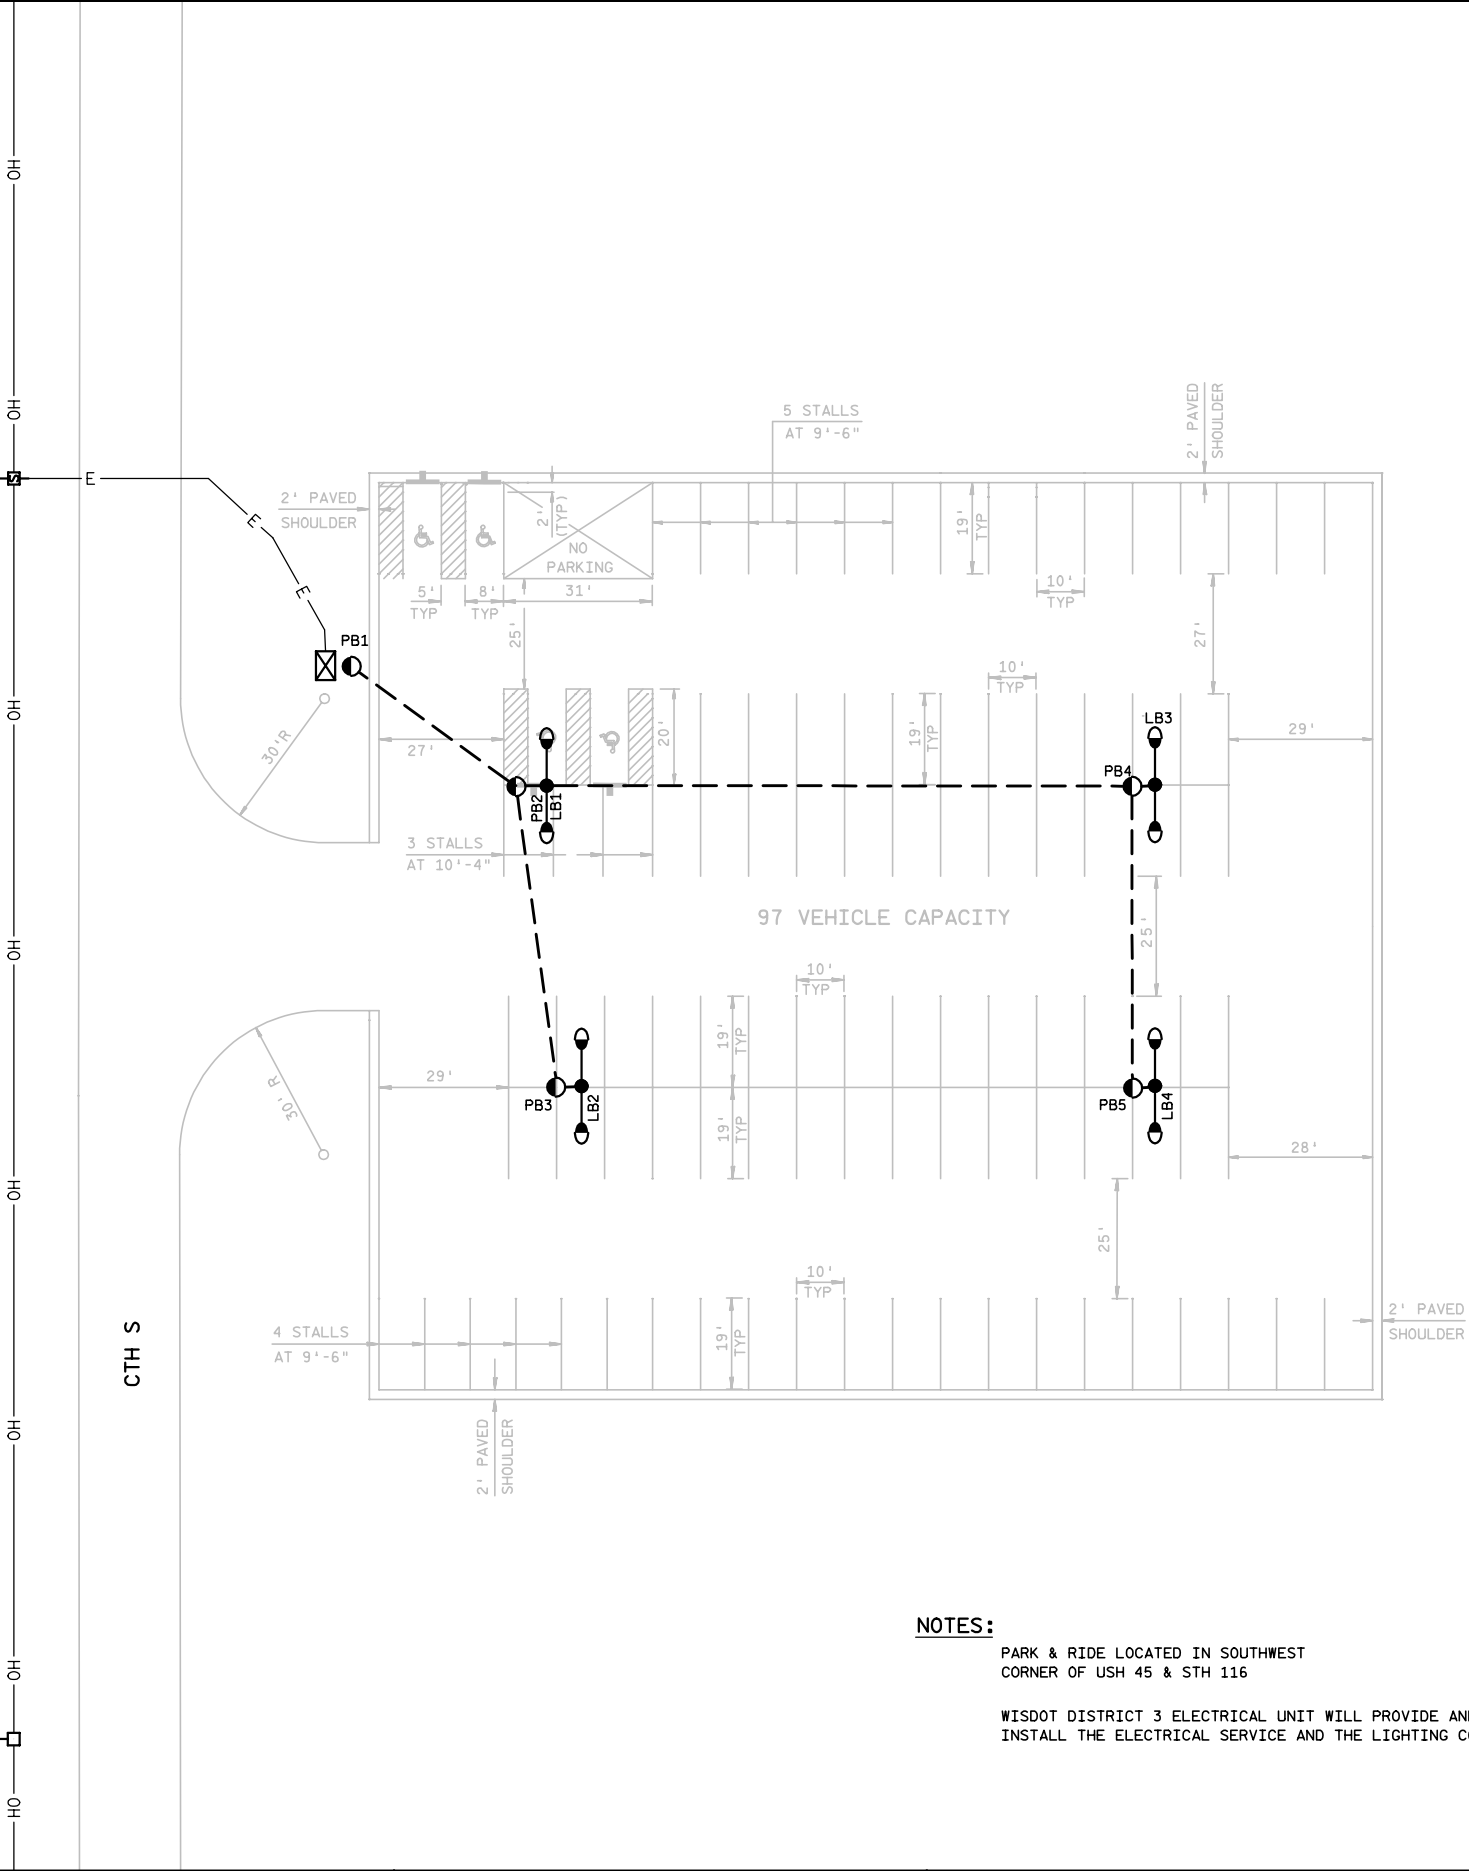 OH
OH
OH
OH
OH
OH
OH
OH
S
E
E
E
5 STALLS
AT 9'-6"
2' PAVED
SHOULDER
2' PAVED
SHOULDER
2'
(TYP)
NO
PARKING
19'
TYP
5'
TYP
8'
TYP
31'
10'
TYP
25'
27'
PB1
10'
TYP
30'R
27'
20'
19'
TYP
LB3
29'
PB4
PB2
LB1
3 STALLS
AT 10'-4"
97 VEHICLE CAPACITY
25'
10'
TYP
19'
TYP
30' R
29'
PB3
LB2
19'
TYP
PB5
LB4
28'
25'
10'
TYP
4 STALLS
AT 9'-6"
19'
TYP
2' PAVED
SHOULDER
CTH S
2' PAVED
SHOULDER
NOTES:
PARK & RIDE LOCATED IN SOUTHWEST
CORNER OF USH 45 & STH 116
WISDOT DISTRICT 3 ELECTRICAL UNIT WILL PROVIDE
INSTALL THE ELECTRICAL SERVICE AND THE LIGHTING